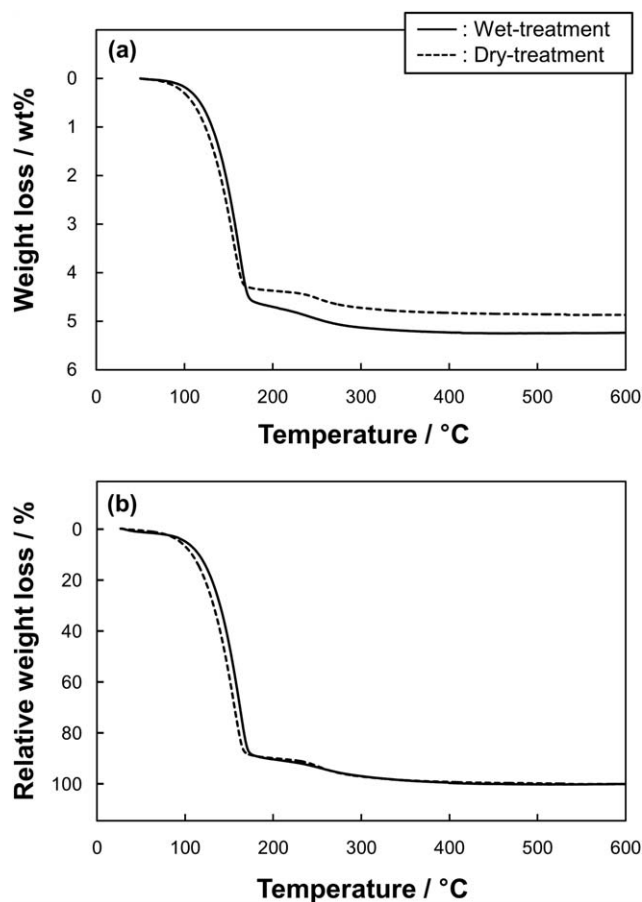 (a)
: Wet-treatment
: Dry-treatment
Weight loss / wt%
0
1
2
3
4
5
6
0 100 200 300 400 500 600
Temperature / °C
(b)
Relative weight loss / %
0
20
40
60
80
100
0 100 200 300 400 500 600
Temperature / °C